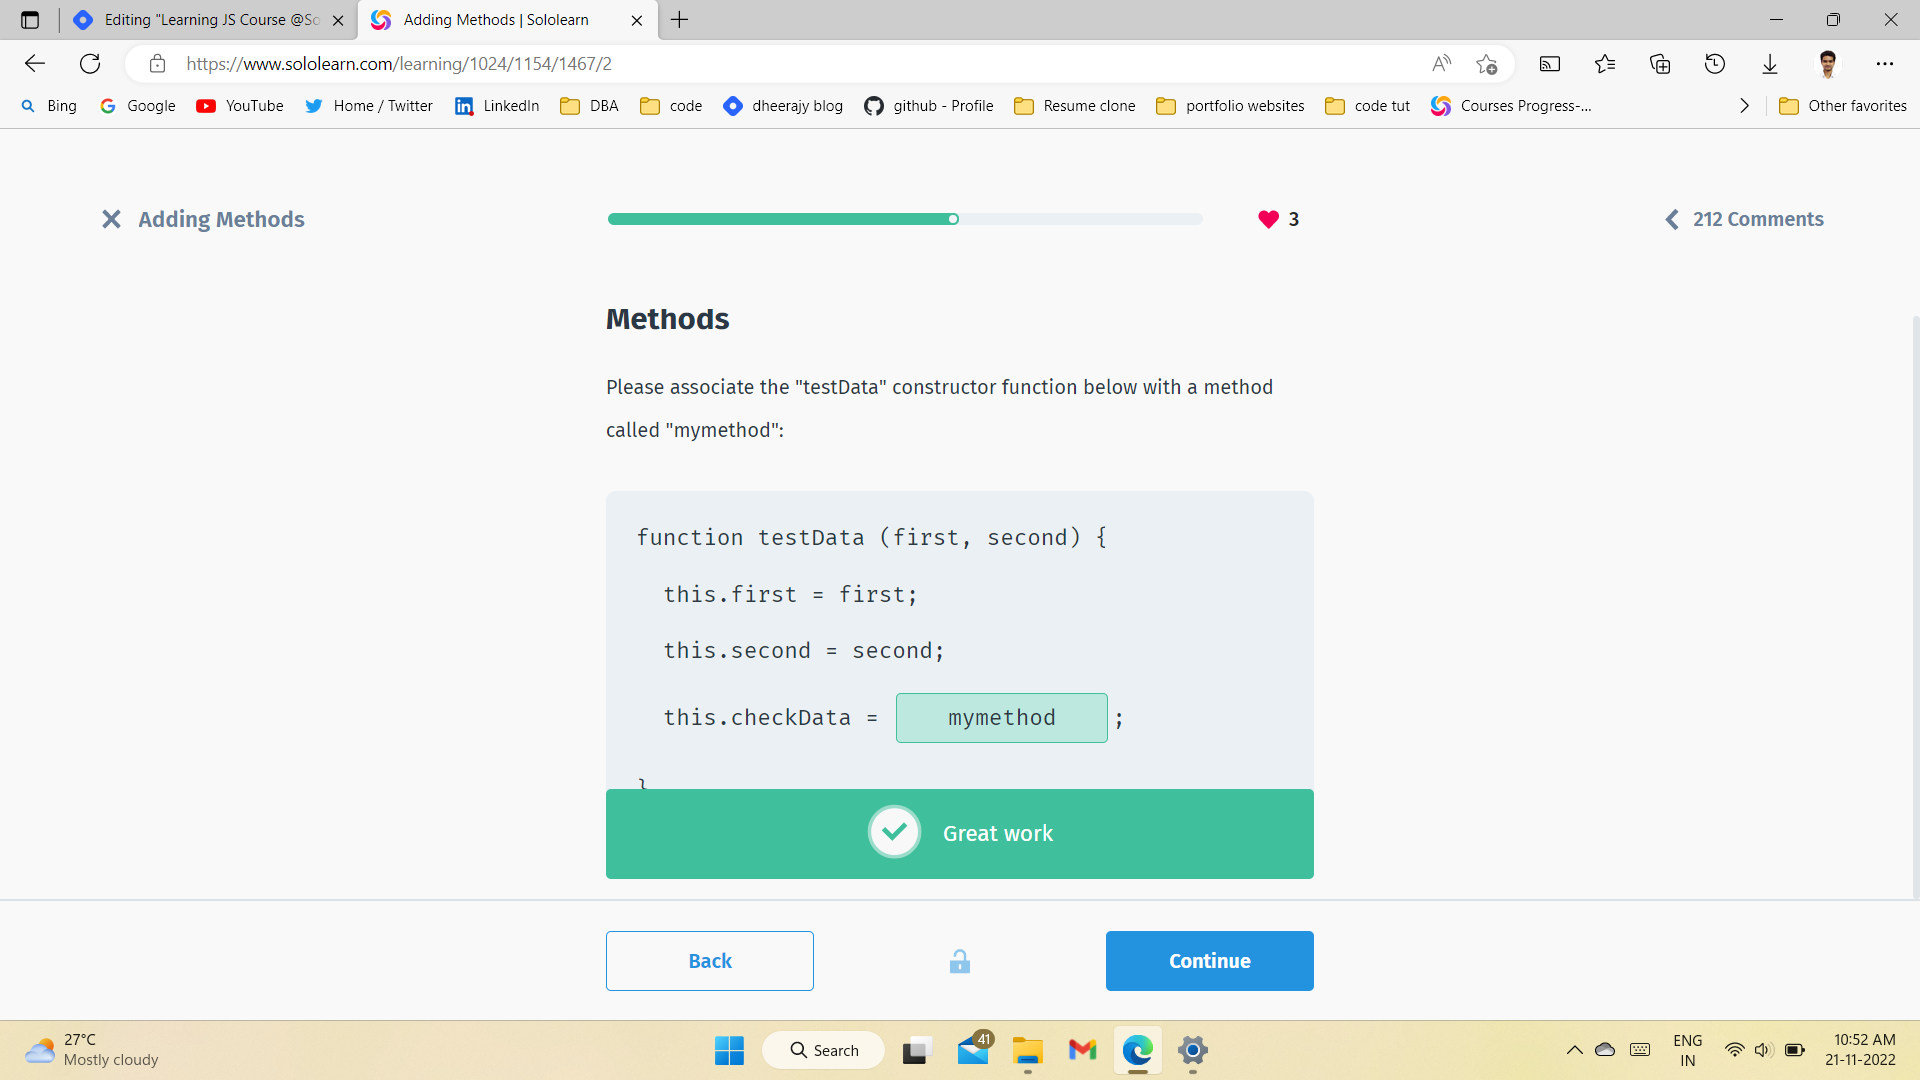 Editing "Learning JS Course @So
Adding Methods | Sololearn
https://www.sololearn.com/learning/1024/1154/1467/2
Bing
Google
YouTube
Home / Twitter
LinkedIn
DBA
code
dheerajy blog
github - Profile
Resume clone
portfolio websites
code tut
Courses Progress-...
Other favorites
Adding Methods
3
212 Comments
Methods
Please associate the "testData" constructor function below with a method
called "mymethod":
function testData (first, second) {
this.first = first;
this.second = second;
this.checkData = mymethod ;
}
Great work
Back
Continue
27°C
Mostly cloudy
Search
41
ENG
IN
10:52 AM
21-11-2022